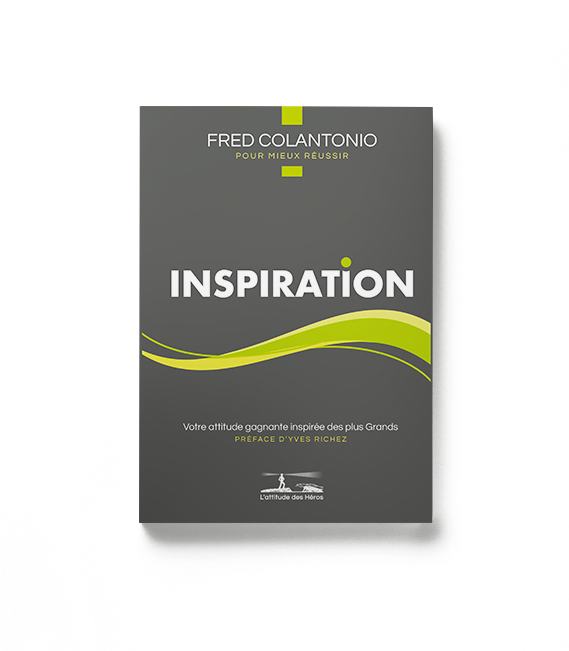 FRED COLANTONIO
POUR MIEUX RÉUSSIR
INSPIRATiON
Votre attitude gagnante inspirée des plus Grands
PRÉFACE D'YVES RICHEZ
L'attitude des Héros